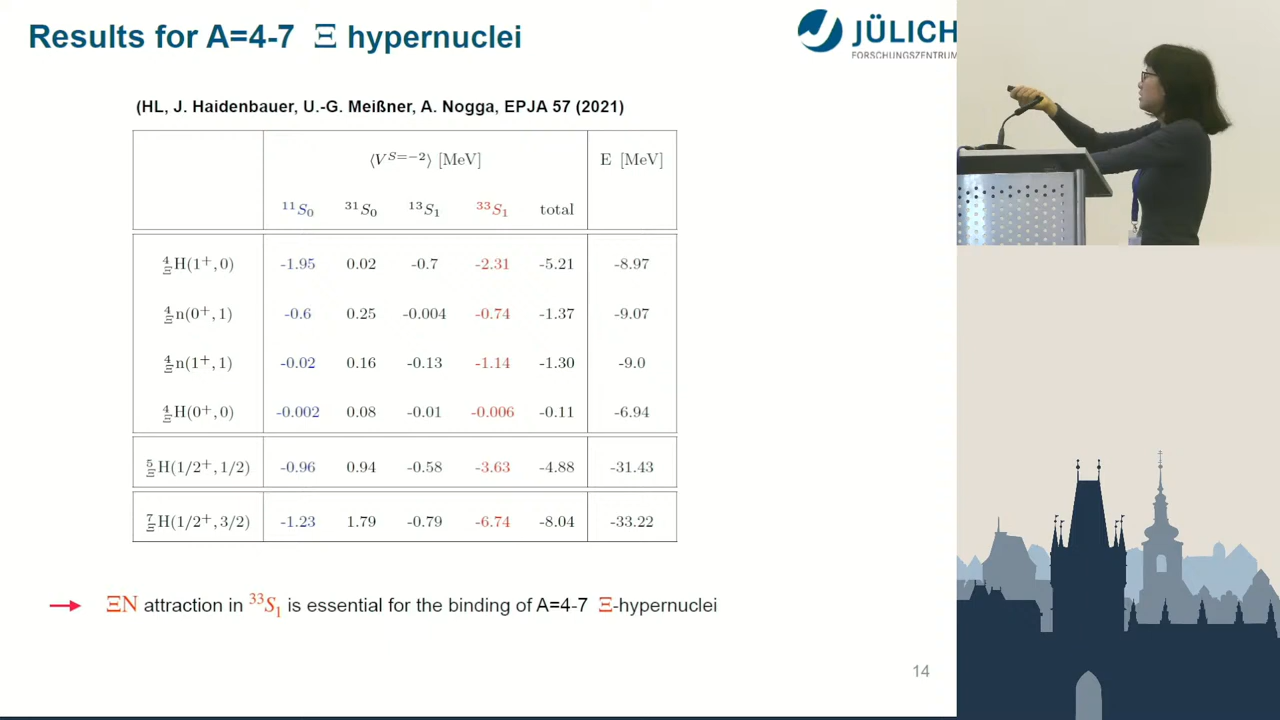 Results for A=4-7 Ξ hypernuclei
JÜLICH
FORSCHUNGSZENTRUM
(HL, J. Haidenbauer, U.-G. Meißner, A. Nogga, EPJA 57 (2021)
⟨V^{S=−2}⟩ [MeV] E [MeV]
¹¹S₀ ³¹S₀ ¹³S₁ ³³S₁ total
⁴_ΞH(1⁺, 0) -1.95 0.02 -0.7 -2.31 -5.21 -8.97
⁴_Ξn(0⁺, 1) -0.6 0.25 -0.004 -0.74 -1.37 -9.07
⁴_Ξn(1⁺, 1) -0.02 0.16 -0.13 -1.14 -1.30 -9.0
⁴_ΞH(0⁺, 0) -0.002 0.08 -0.01 -0.006 -0.11 -6.94
⁵_ΞH(1/2⁺, 1/2) -0.96 0.94 -0.58 -3.63 -4.88 -31.43
⁷_ΞH(1/2⁺, 3/2) -1.23 1.79 -0.79 -6.74 -8.04 -33.22
ΞN attraction in ³³S₁ is essential for the binding of A=4-7 Ξ-hypernuclei
14